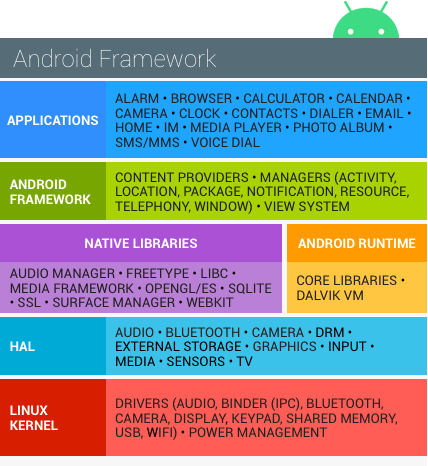 Android Framework
APPLICATIONS
ALARM • BROWSER • CALCULATOR • CALENDAR •
CAMERA • CLOCK • CONTACTS • DIALER • EMAIL •
HOME • IM • MEDIA PLAYER • PHOTO ALBUM •
SMS/MMS • VOICE DIAL
ANDROID
FRAMEWORK
CONTENT PROVIDERS • MANAGERS (ACTIVITY,
LOCATION, PACKAGE, NOTIFICATION, RESOURCE,
TELEPHONY, WINDOW) • VIEW SYSTEM
NATIVE LIBRARIES
AUDIO MANAGER • FREETYPE • LIBC •
MEDIA FRAMEWORK • OPENGL/ES • SQLITE
• SSL • SURFACE MANAGER • WEBKIT
ANDROID RUNTIME
CORE LIBRARIES •
DALVIK VM
HAL
AUDIO • BLUETOOTH • CAMERA • DRM •
EXTERNAL STORAGE • GRAPHICS • INPUT •
MEDIA • SENSORS • TV
LINUX
KERNEL
DRIVERS (AUDIO, BINDER (IPC), BLUETOOTH,
CAMERA, DISPLAY, KEYPAD, SHARED MEMORY,
USB, WIFI) • POWER MANAGEMENT